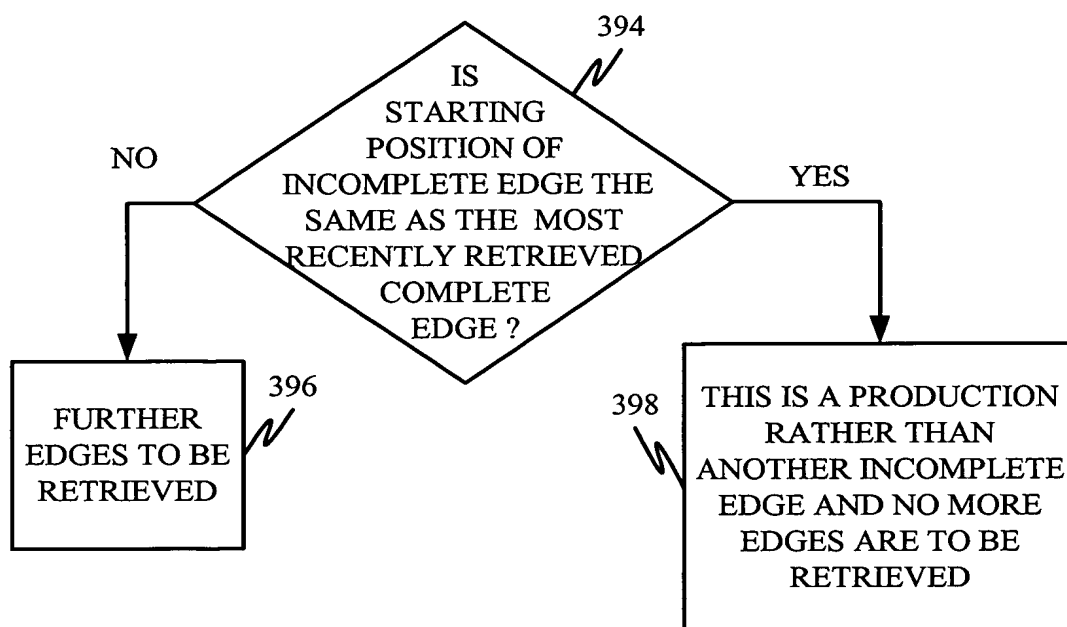 394
IS
STARTING
POSITION OF
INCOMPLETE EDGE THE
SAME AS THE MOST
RECENTLY RETRIEVED
COMPLETE
EDGE ?
NO
YES
396
FURTHER
EDGES TO BE
RETRIEVED
398
THIS IS A PRODUCTION
RATHER THAN
ANOTHER INCOMPLETE
EDGE AND NO MORE
EDGES ARE TO BE
RETRIEVED